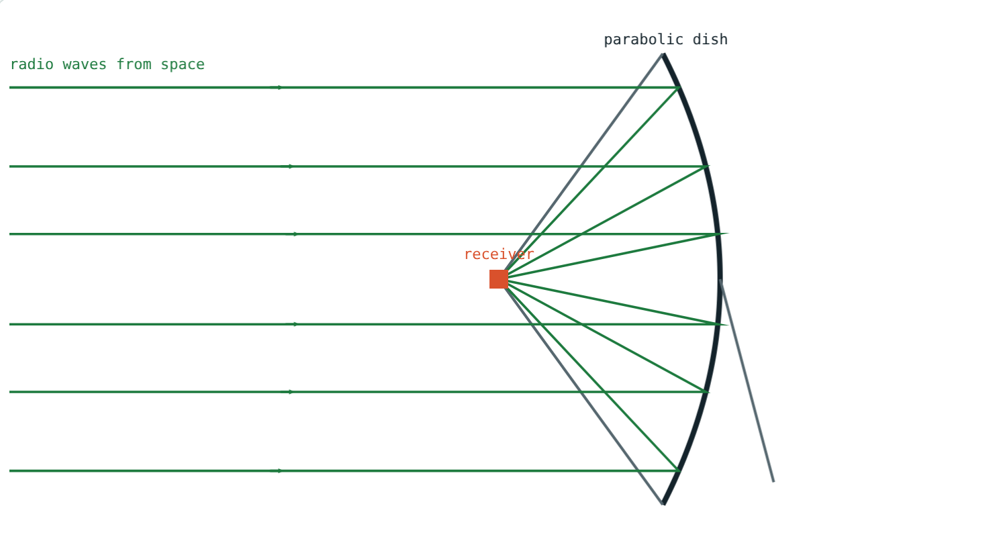 parabolic dish
radio waves from space
receiver